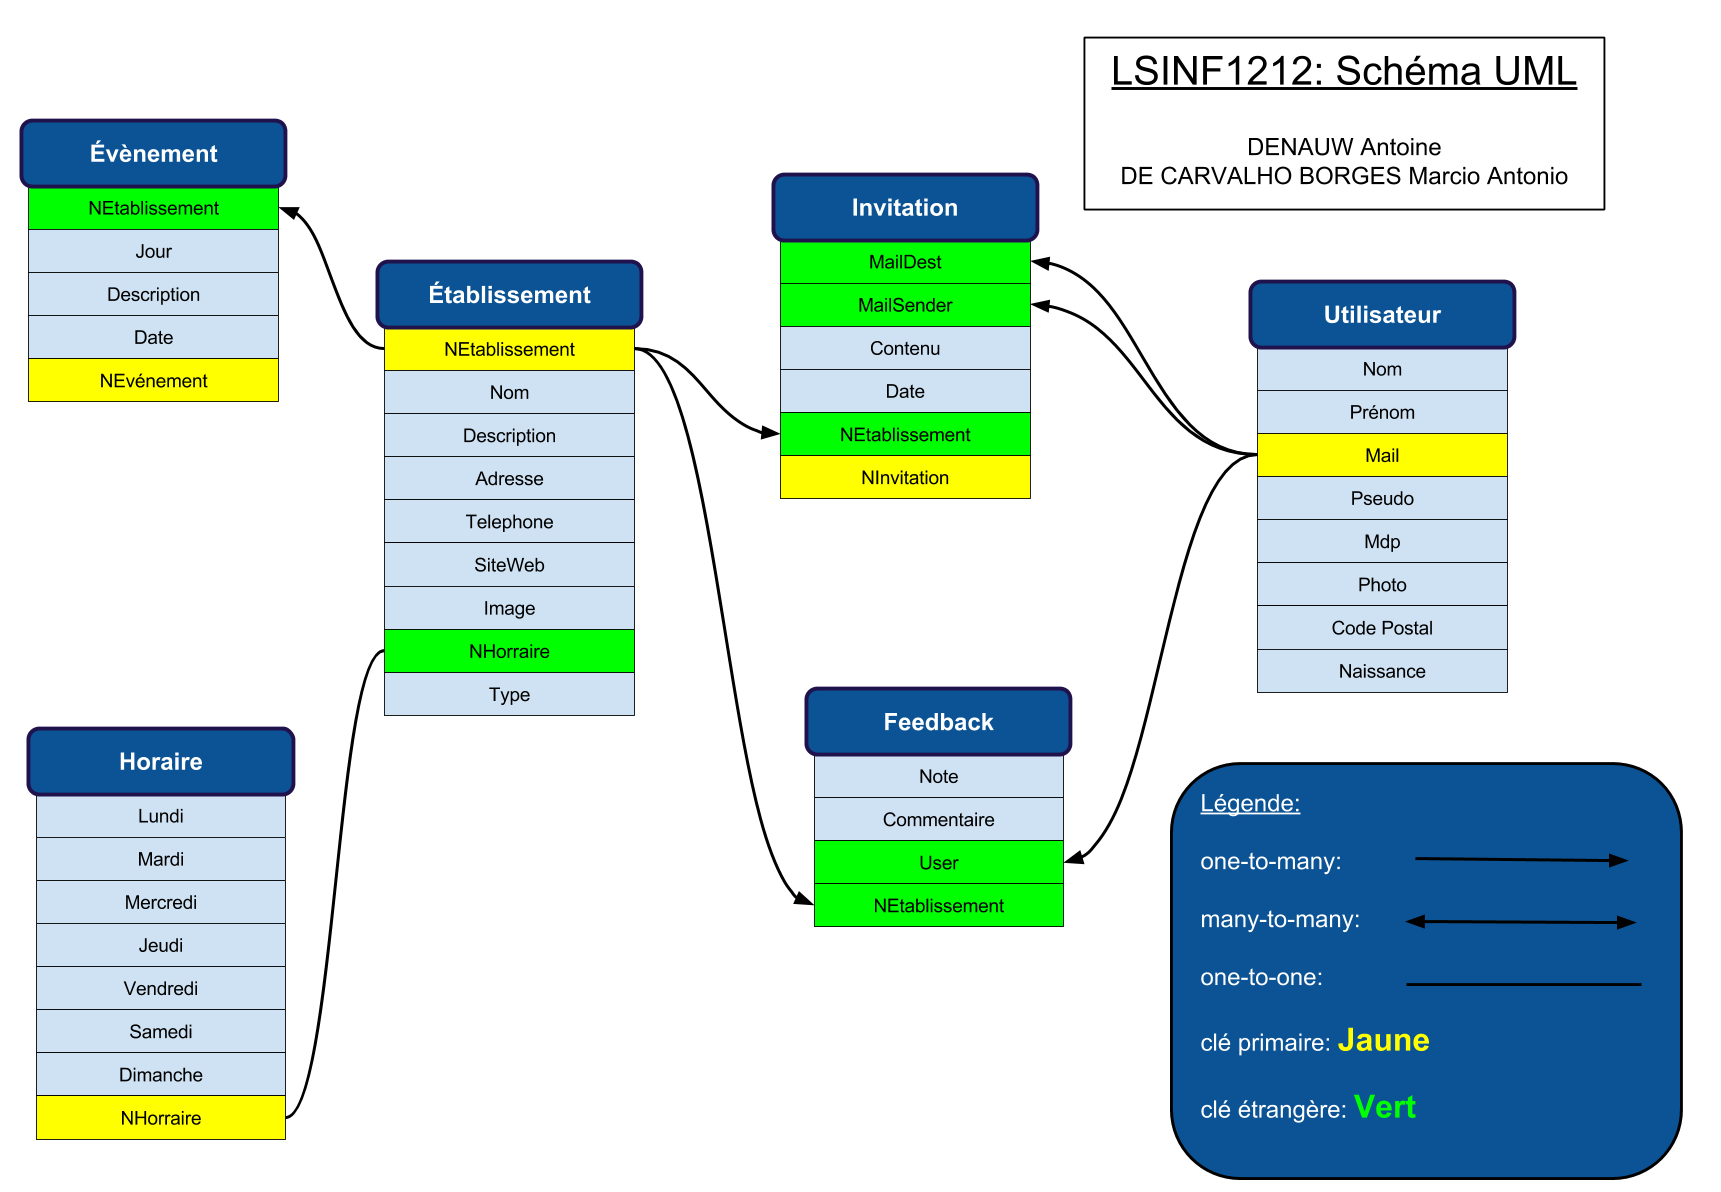 LSINF1212: Schéma UML
DENAUW Antoine
DE CARVALHO BORGES Marcio Antonio
Évènement
NEtablissement
Jour
Description
Date
NEvénement
Établissement
NEtablissement
Nom
Description
Adresse
Telephone
SiteWeb
Image
NHorraire
Type
Horaire
Lundi
Mardi
Mercredi
Jeudi
Vendredi
Samedi
Dimanche
NHorraire
Invitation
MailDest
MailSender
Contenu
Date
NEtablissement
NInvitation
Feedback
Note
Commentaire
User
NEtablissement
Utilisateur
Nom
Prénom
Mail
Pseudo
Mdp
Photo
Code Postal
Naissance
Légende:
one-to-many:
many-to-many:
one-to-one:
clé primaire: Jaune
clé étrangère: Vert